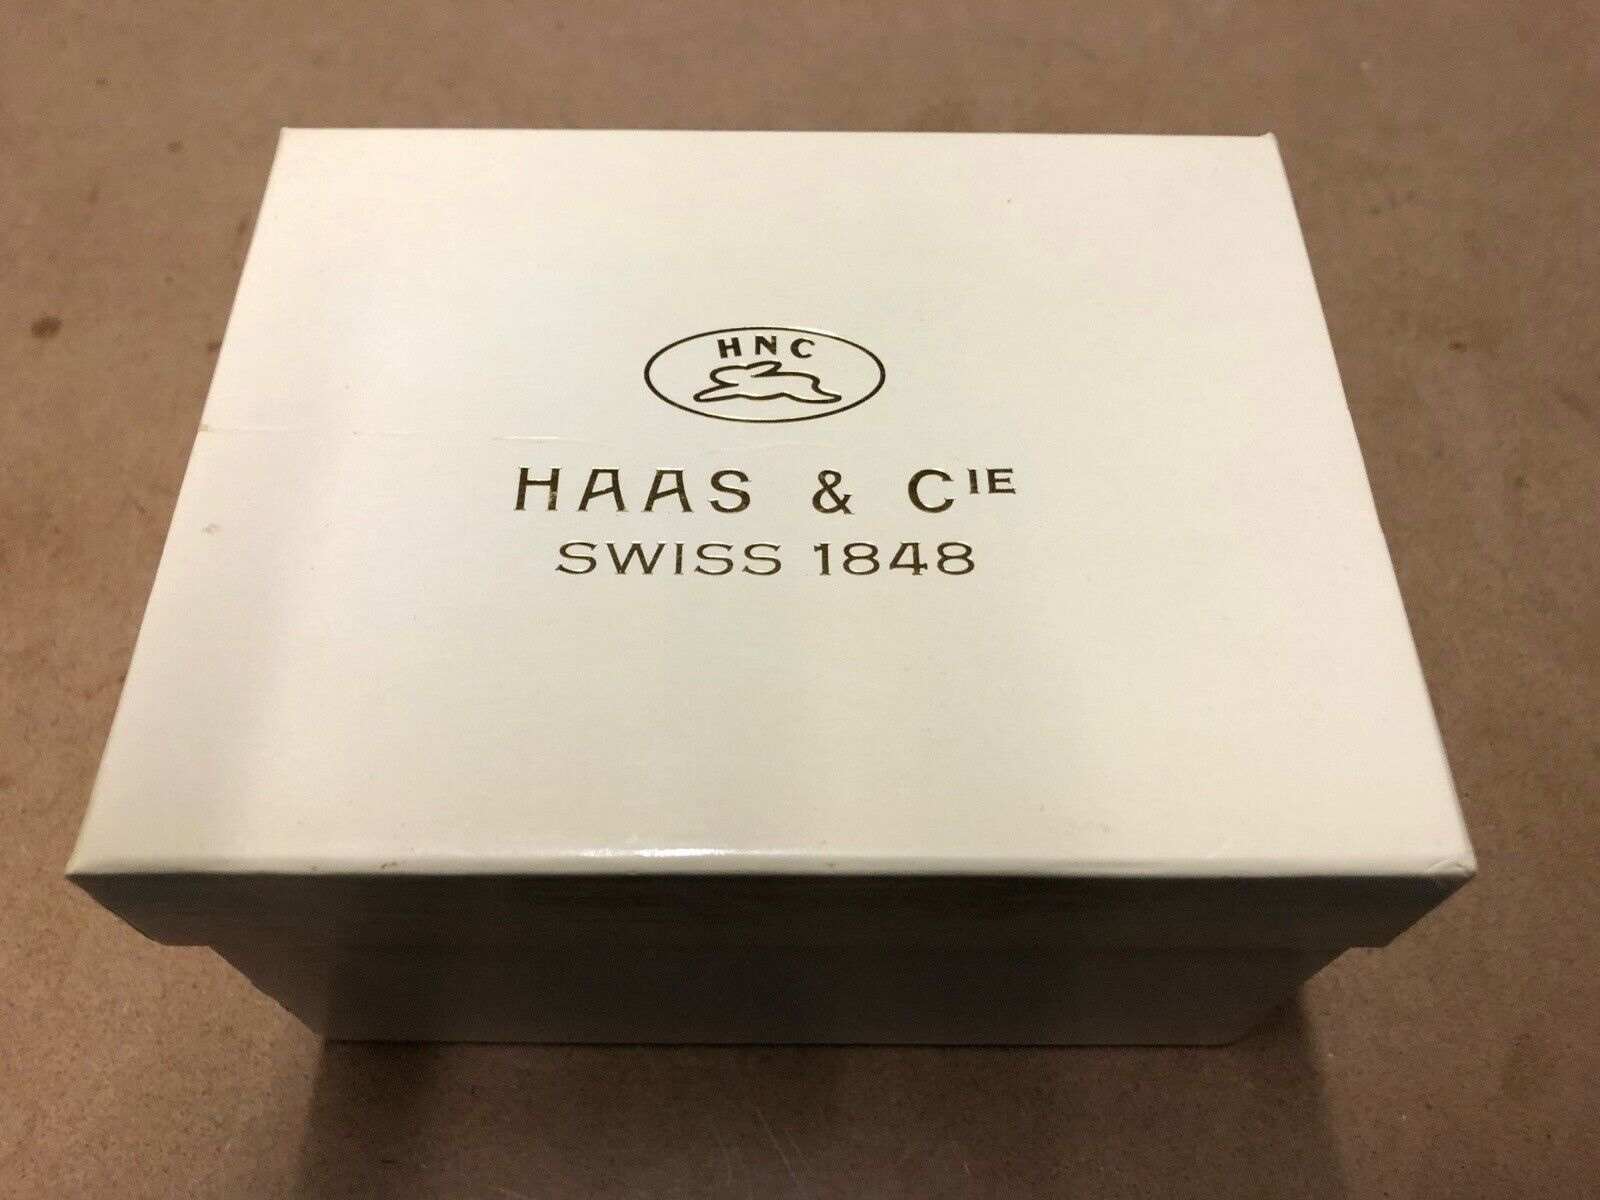 HNC
HAAS & CIE
SWISS 1848